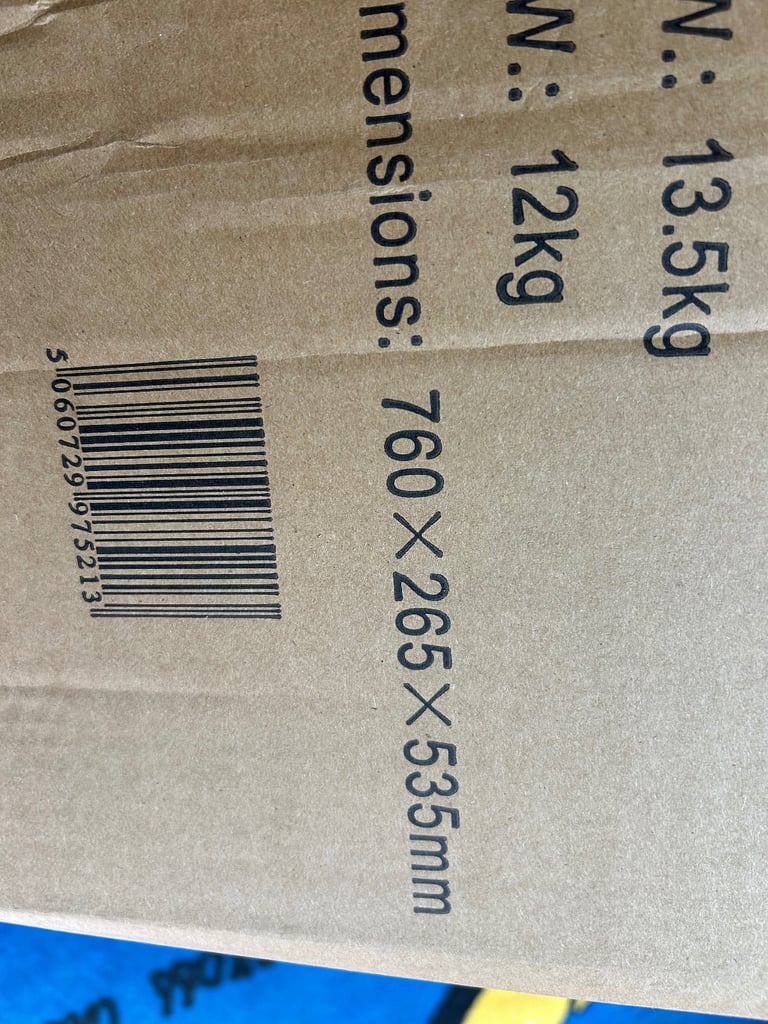 W.: 13.5kg
W.: 12kg
mensions: 760×265×535mm
5 060729 975213